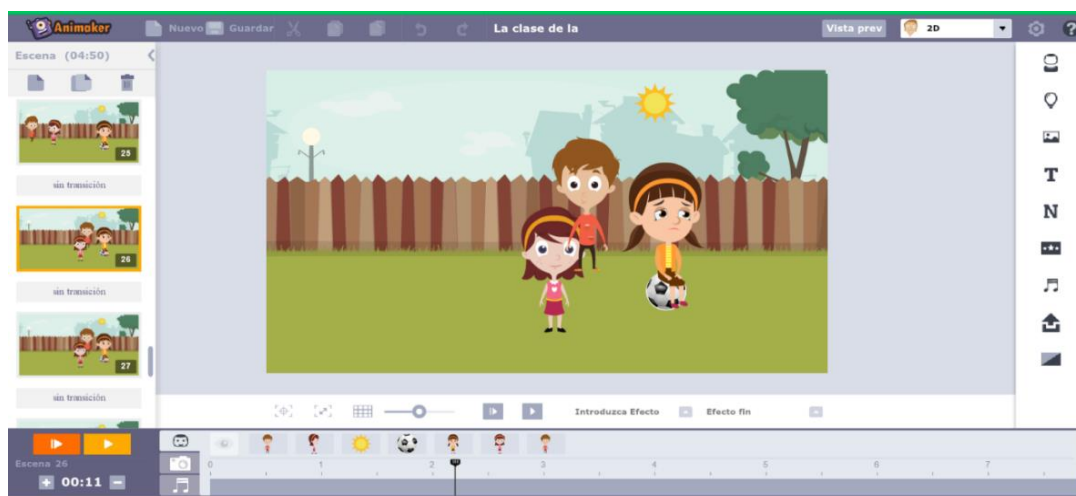 Animaker
Nuevo Guardar La clase de la Vista prev 2D ?
Escena (04:50)
25
sin transición
26
sin transición
27
sin transición
T
N
Introduzca Efecto Efecto fin
Escena 26
+ 00:11 -
0 1 2 3 4 5 6 7